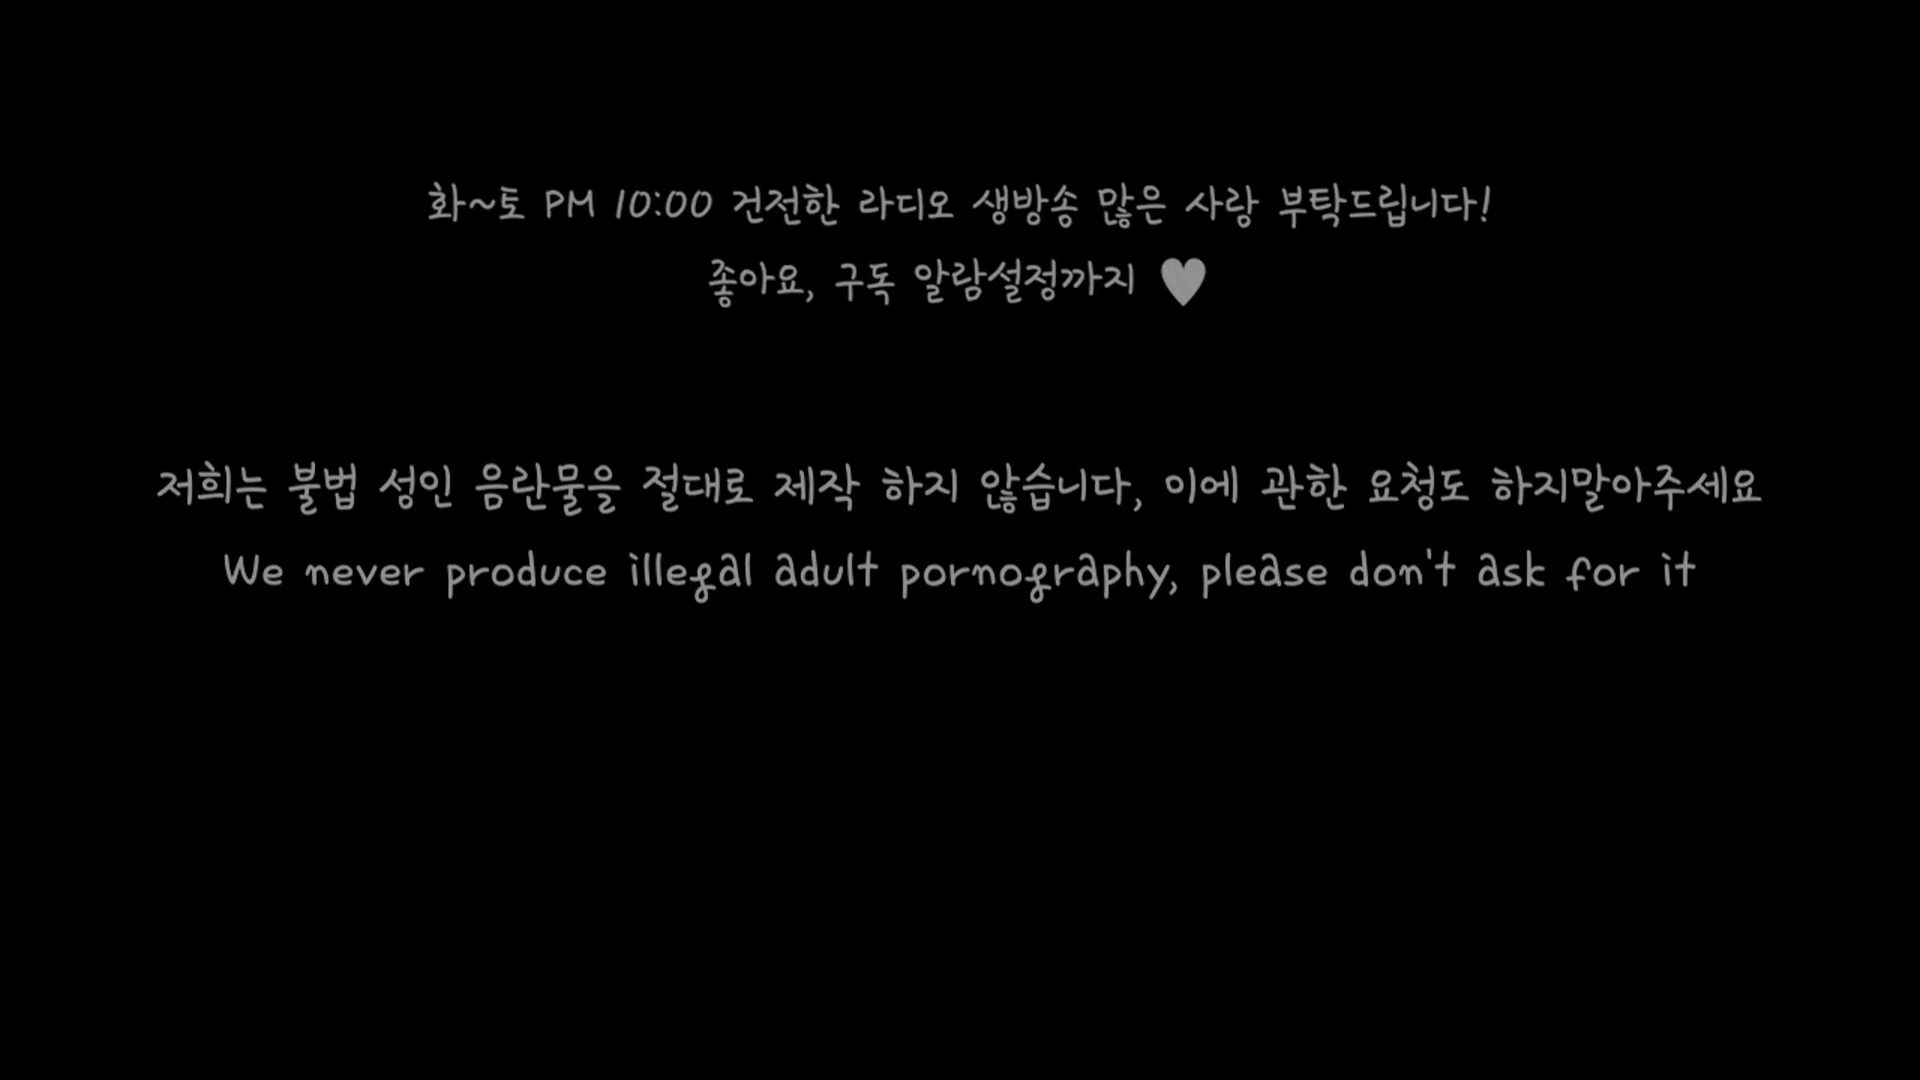 화~토 PM 10:00 건전한 라디오 생방송 많은 사랑 부탁드립니다!
좋아요, 구독 알람설정까지 ♥
저희는 불법 성인 음란물을 절대로 제작 하지 않습니다, 이에 관한 요청도 하지말아주세요
We never produce illegal adult pornography, please don't ask for it